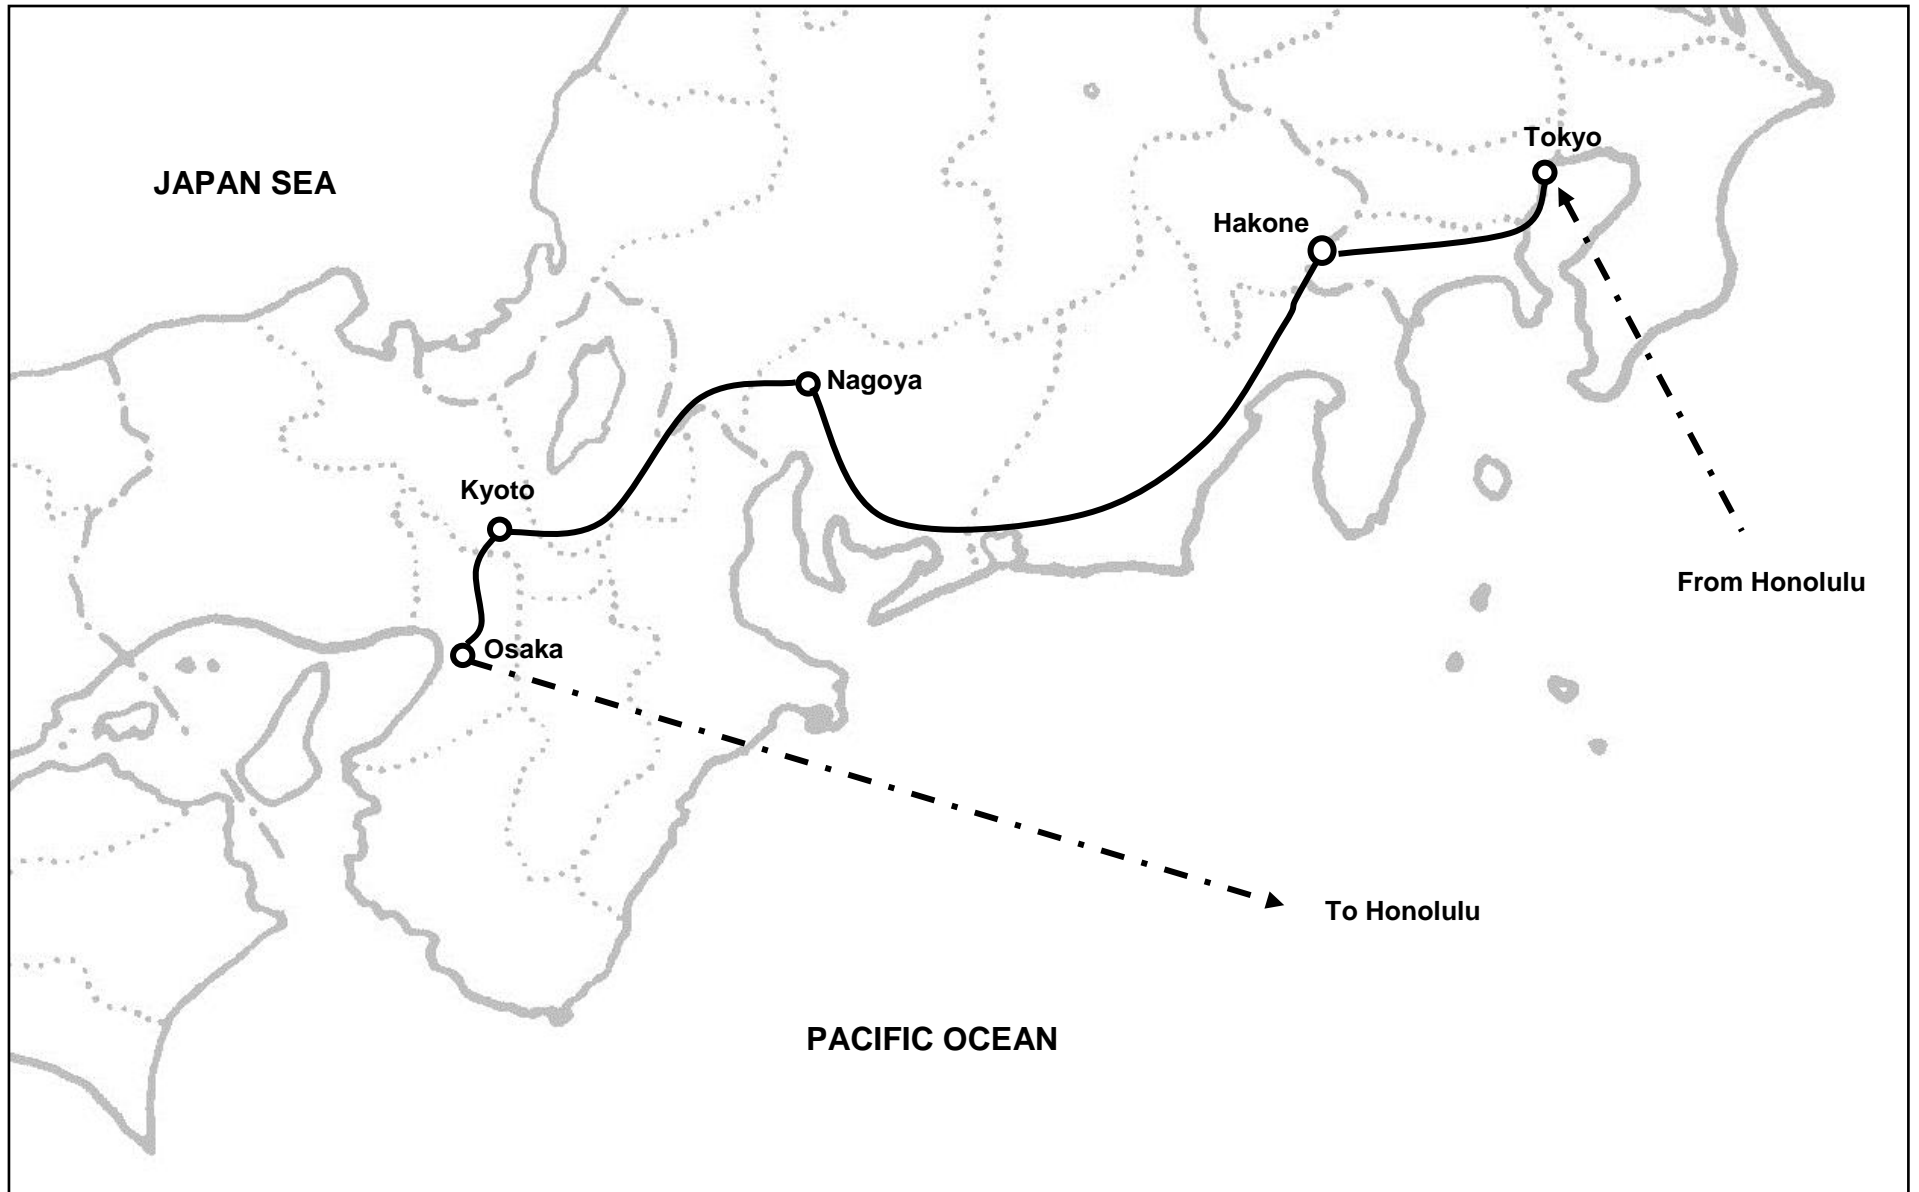 Tokyo
JAPAN SEA
Hakone
Nagoya
Kyoto
From Honolulu
Osaka
To Honolulu
PACIFIC OCEAN